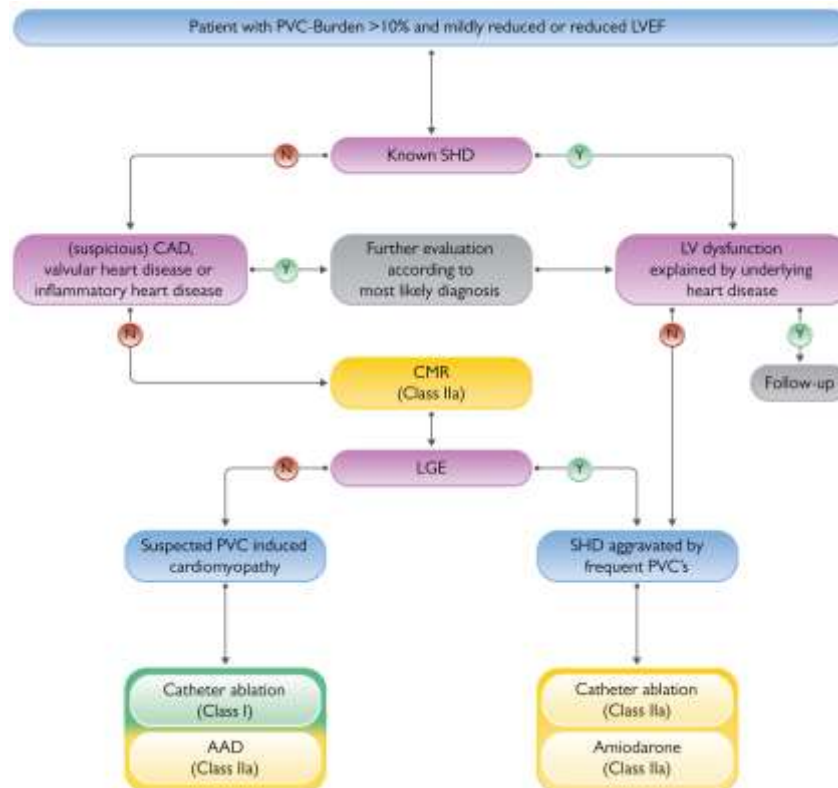 Patient with PVC-Burden >10% and mildly reduced or reduced LVEF
N
Known SHD
Y
(suspicious) CAD,
valvular heart disease or
inflammatory heart disease
Y
Further evaluation
according to
most likely diagnosis
LV dysfunction
explained by underlying
heart disease
N
N
Y
CMR
(Class IIa)
Follow-up
N
LGE
Y
Suspected PVC induced
cardiomyopathy
SHD aggravated by
frequent PVC's
Catheter ablation
(Class I)
AAD
(Class IIa)
Catheter ablation
(Class IIa)
Amiodarone
(Class IIa)